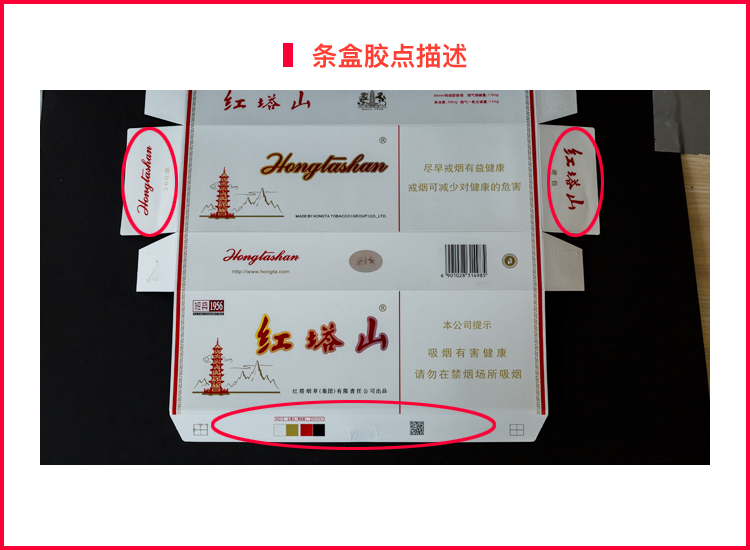 条盒胶点描述
红塔山
Hongtashan
Hongtashan
®
尽早戒烟有益健康
戒烟可减少对健康的危害
MADE BY HONGTA TOBACCO (GROUP) CO., LTD.
红塔山
Hongtashan
http://www.hongta.com
6 901028 314985
经典 1956
®
红塔山
本公司提示
吸烟有害健康
请勿在禁烟场所吸烟
红塔烟草(集团)有限责任公司出品